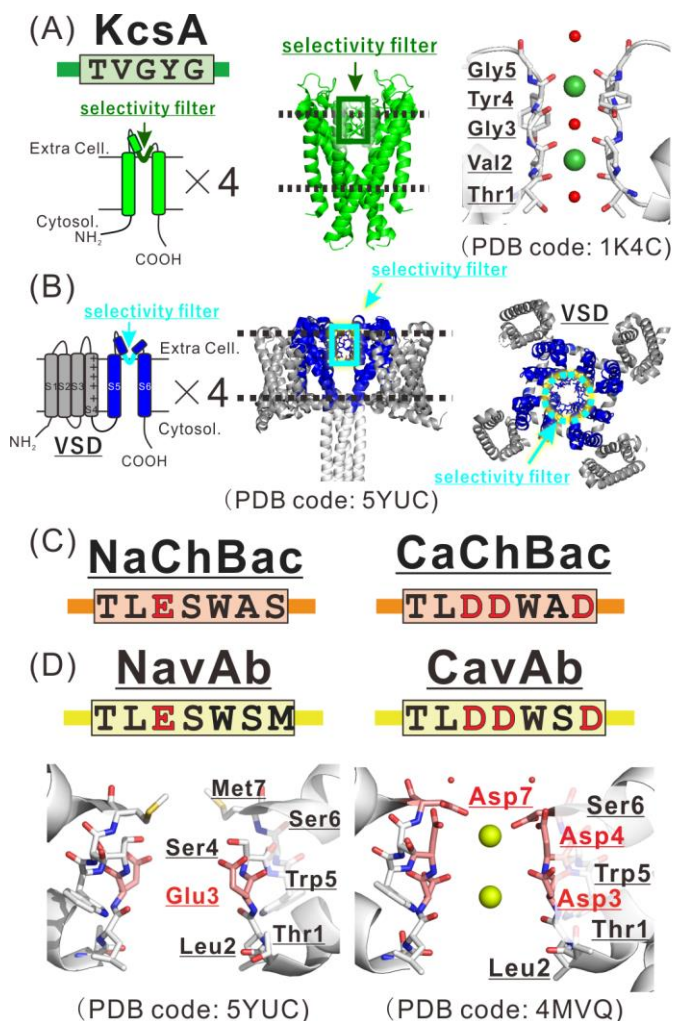 (A) KcsA
TVGYG
selectivity filter
Extra Cell.
×4
Cytosol.
NH2
COOH
selectivity filter
Gly5
Tyr4
Gly3
Val2
Thr1
(PDB code: 1K4C)
(B)
selectivity filter
Extra Cell.
S1 S2 S3 S4 S5 S6
++++
×4
NH2
VSD
Cytosol.
COOH
selectivity filter
VSD
selectivity filter
(PDB code: 5YUC)
(C)
NaChBac
TLESWAS
CaChBac
TLDDWAD
(D)
NavAb
TLESWSM
CavAb
TLDDWSD
Met7
Ser6
Ser4
Trp5
Glu3
Thr1
Leu2
(PDB code: 5YUC)
Asp7
Ser6
Asp4
Trp5
Asp3
Thr1
Leu2
(PDB code: 4MVQ)